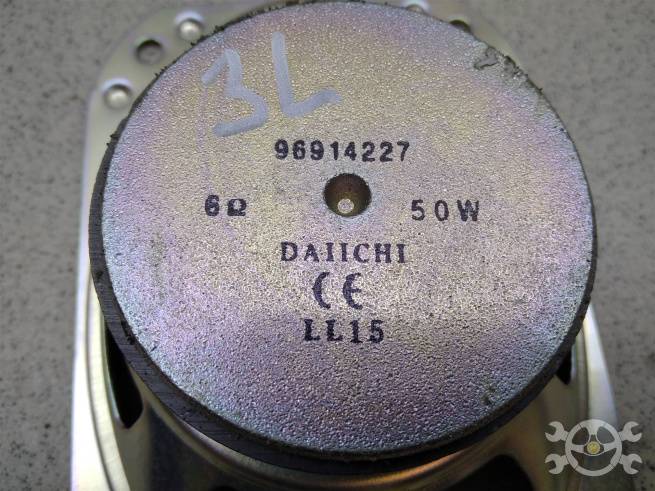 3L
96914227
6Ω 50W
DAIICHI
CE
LL15